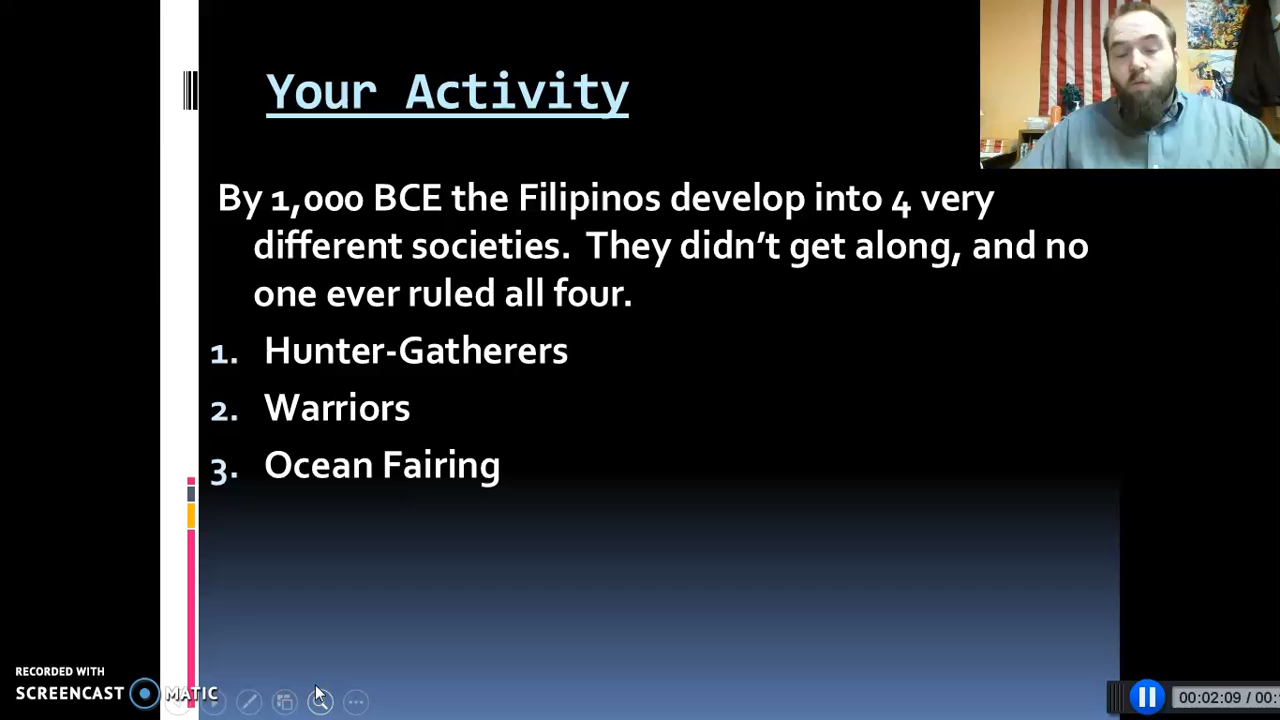 Your Activity
By 1,000 BCE the Filipinos develop into 4 very
different societies. They didn't get along, and no
one ever ruled all four.
1. Hunter-Gatherers
2. Warriors
3. Ocean Fairing
RECORDED WITH
SCREENCAST MATIC
00:02:09 / 00: